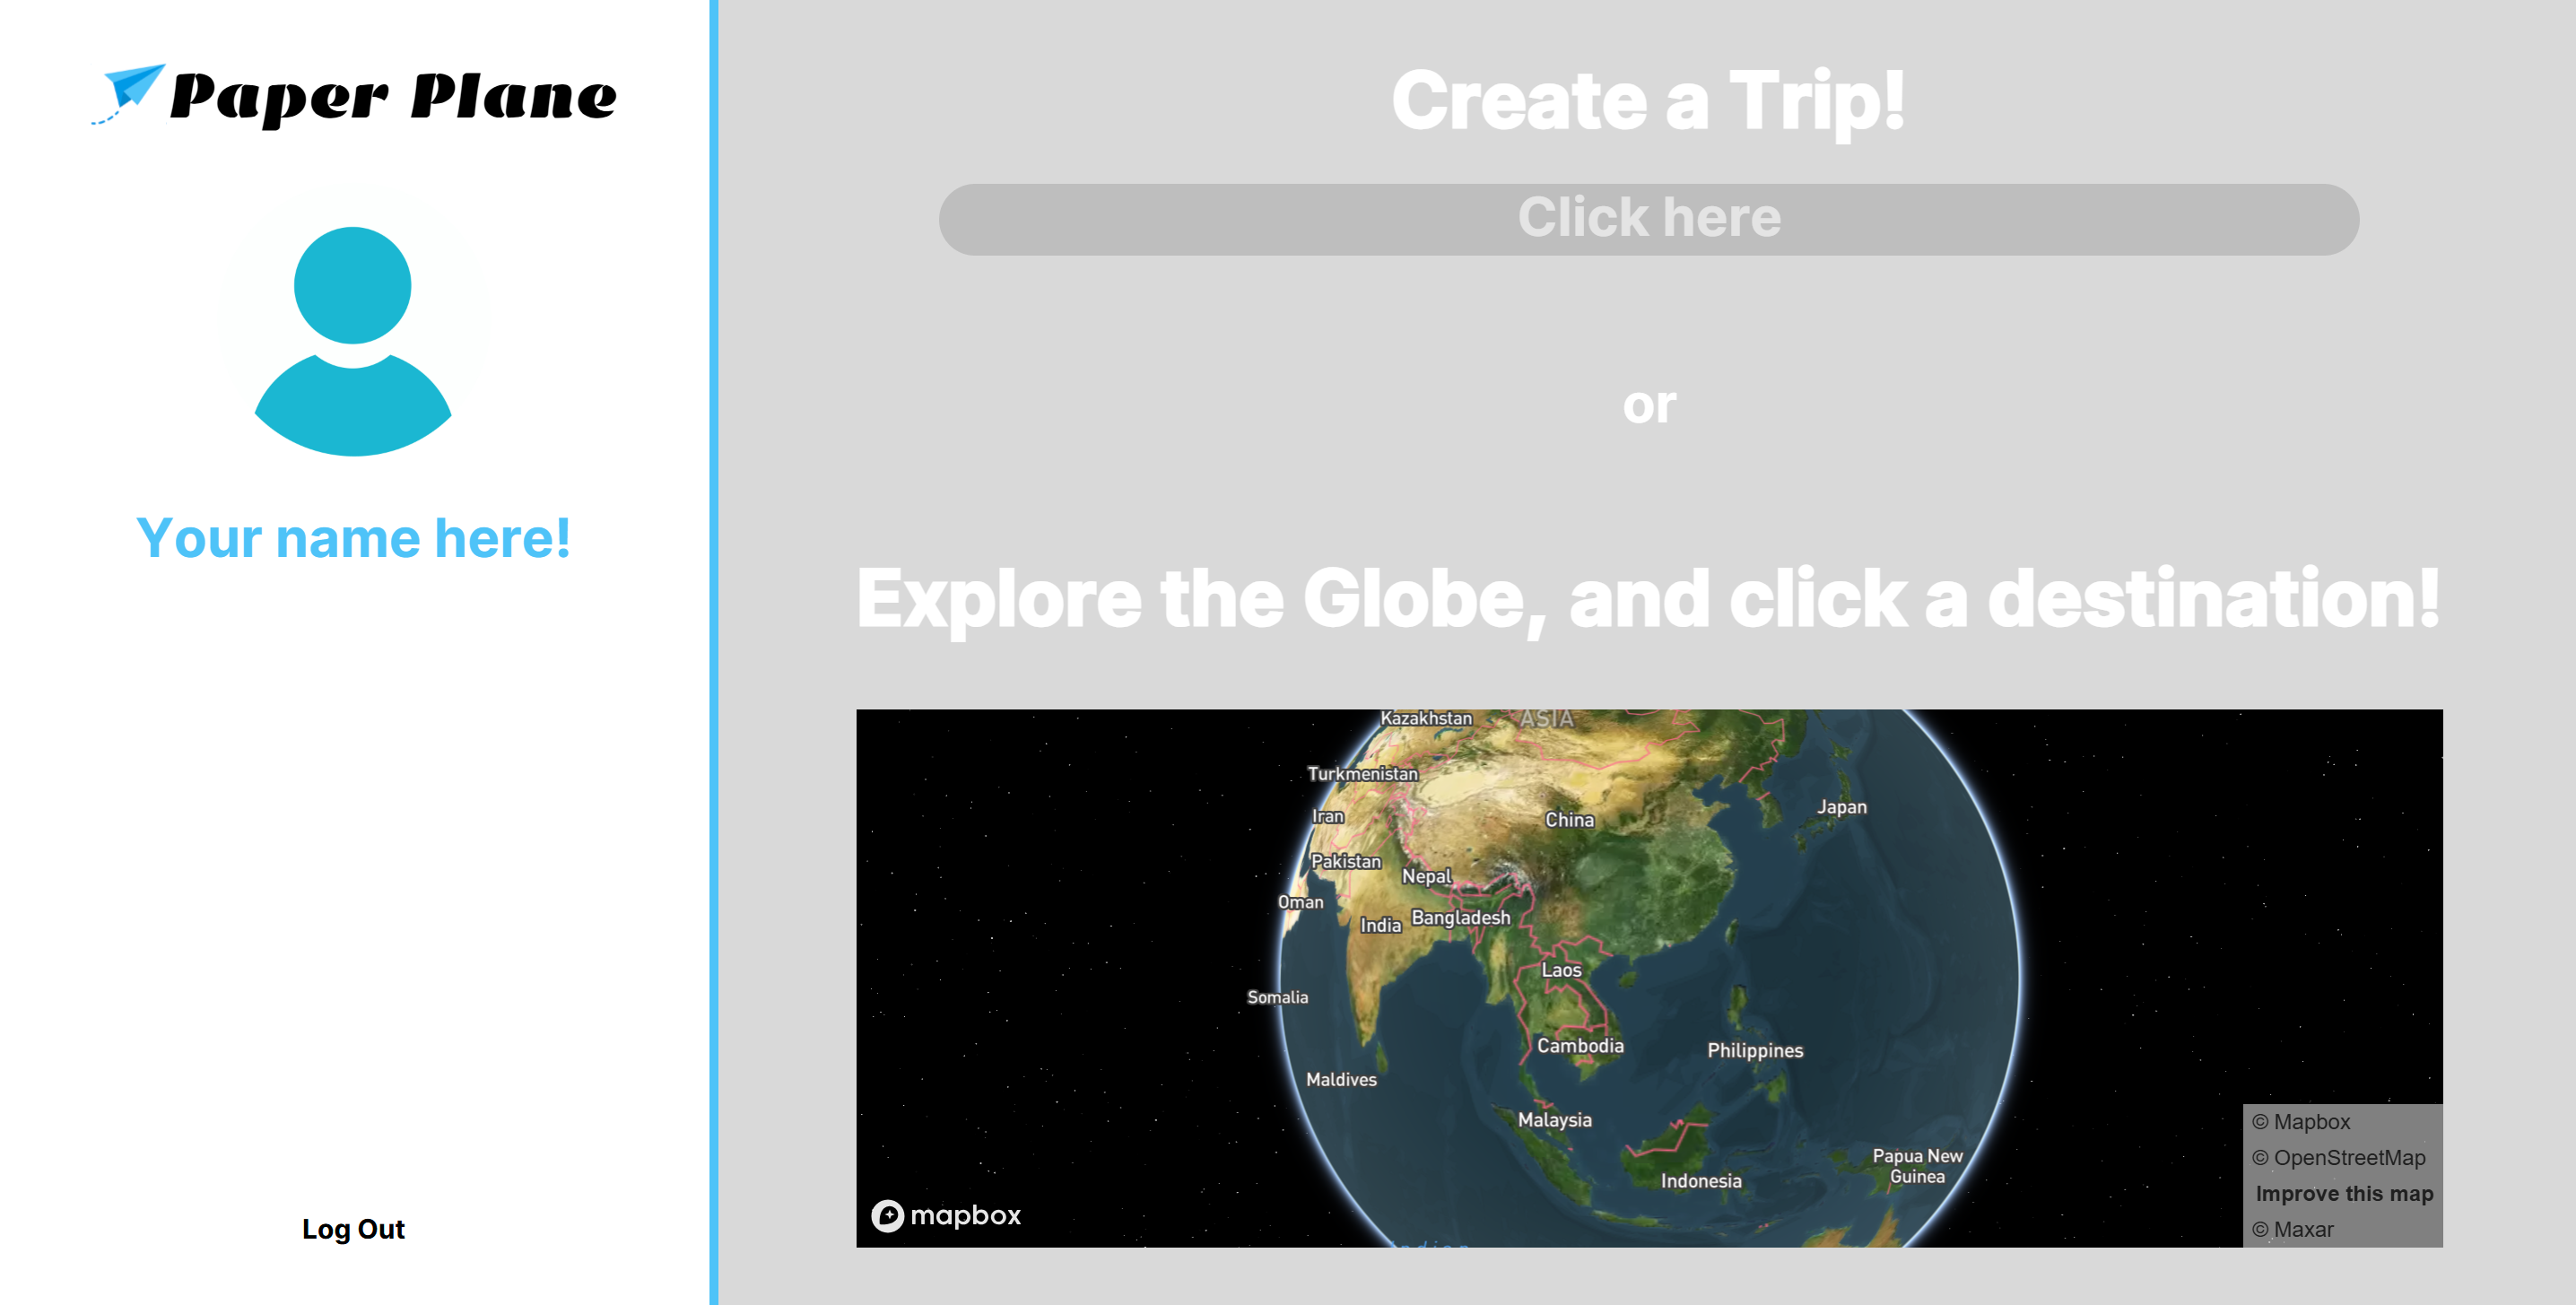 Paper Plane
Your name here!
Log Out
Create a Trip!
Click here
or
Explore the Globe, and click a destination!
Kazakhstan
ASIA
Turkmenistan
Iran
China
Japan
Pakistan
Nepal
Oman
India
Bangladesh
Laos
Somalia
Cambodia
Philippines
Maldives
Malaysia
Papua New
Guinea
Indonesia
mapbox
Indian
© Mapbox
© OpenStreetMap
Improve this map
© Maxar